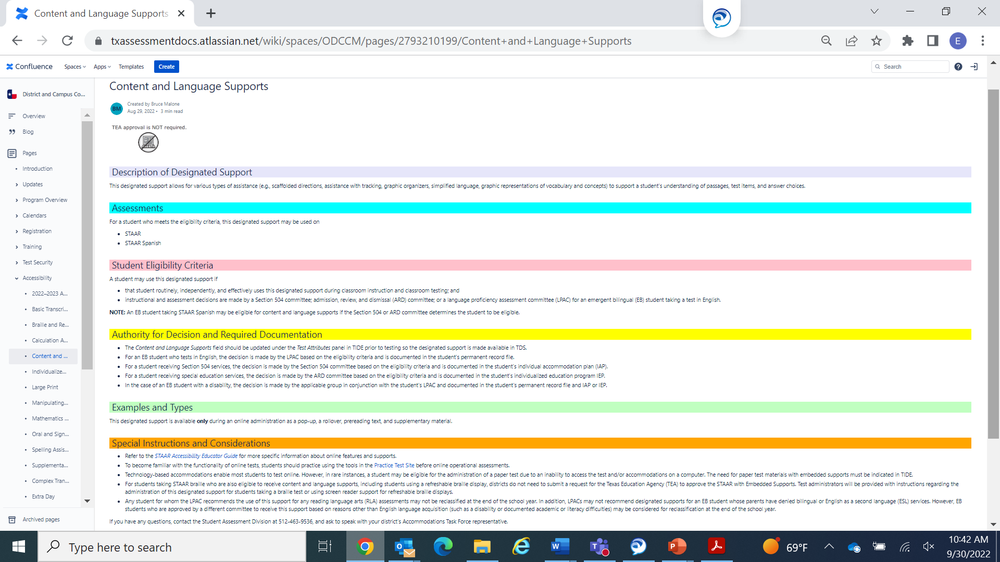 Content and Language Supports
txassessmentdocs.atlassian.net/wiki/spaces/ODCCM/pages/2793210199/Content+and+Language+Supports
E
Confluence Spaces Apps Templates Create Search
District and Campus Co...
Overview
Blog
Pages
Introduction
Updates
Program Overview
Calendars
Registration
Training
Test Security
Accessibility
2022–2023 A...
Basic Transcri...
Braille and Re...
Calculation A...
Content and ...
Individualize...
Large Print
Manipulating...
Mathematics ...
Oral and Sign...
Spelling Assis...
Supplementa...
Complex Tran...
Extra Day
Archived pages
Content and Language Supports
BM
Created by Bruce Malone
Aug 29, 2022 • 3 min read
TEA approval is NOT required.
Description of Designated Support
This designated support allows for various types of assistance (e.g., scaffolded directions, assistance with tracking, graphic organizers, simplified language, graphic representations of vocabulary and concepts) to support a student's understanding of passages, test items, and answer choices.
Assessments
For a student who meets the eligibility criteria, this designated support may be used on
• STAAR
• STAAR Spanish
Student Eligibility Criteria
A student may use this designated support if
• that student routinely, independently, and effectively uses this designated support during classroom instruction and classroom testing; and
• instructional and assessment decisions are made by a Section 504 committee; admission, review, and dismissal (ARD) committee; or a language proficiency assessment committee (LPAC) for an emergent bilingual (EB) student taking a test in English.
NOTE: An EB student taking STAAR Spanish may be eligible for content and language supports if the Section 504 or ARD committee determines the student to be eligible.
Authority for Decision and Required Documentation
• The Content and Language Supports field should be updated under the Test Attributes panel in TIDE prior to testing so the designated support is made available in TDS.
• For an EB student who tests in English, the decision is made by the LPAC based on the eligibility criteria and is documented in the student's permanent record file.
• For a student receiving Section 504 services, the decision is made by the Section 504 committee based on the eligibility criteria and is documented in the student's individual accommodation plan (IAP).
• For a student receiving special education services, the decision is made by the ARD committee based on the eligibility criteria and is documented in the student's individualized education program IEP.
• In the case of an EB student with a disability, the decision is made by the applicable group in conjunction with the student's LPAC and documented in the student's permanent record file and IAP or IEP.
Examples and Types
This designated support is available only during an online administration as a pop-up, a rollover, prereading text, and supplementary material.
Special Instructions and Considerations
• Refer to the STAAR Accessibility Educator Guide for more specific information about online features and supports.
• To become familiar with the functionality of online tests, students should practice using the tools in the Practice Test Site before online operational assessments.
• Technology-based accommodations enable most students to test online. However, in rare instances, a student may be eligible for the administration of a paper test due to an inability to access the test and/or accommodations on a computer. The need for paper test materials with embedded supports must be indicated in TIDE.
• For students taking STAAR braille who are also eligible to receive content and language supports, including students using a refreshable braille display, districts do not need to submit a request for the Texas Education Agency (TEA) to approve the STAAR with Embedded Supports. Test administrators will be provided with instructions regarding the
administration of this designated support for students taking a braille test or using screen reader support for refreshable braille displays.
• Any student for whom the LPAC recommends the use of this support for any reading language arts (RLA) assessments may not be reclassified at the end of the school year. In addition, LPACs may not recommend designated supports for an EB student whose parents have denied bilingual or English as a second language (ESL) services. However, EB
students who are approved by a different committee to receive this support based on reasons other than English language acquisition (such as a disability or documented academic or literacy difficulties) may be considered for reclassification at the end of the school year.
If you have any questions, contact the Student Assessment Division at 512-463-9536, and ask to speak with your district's Accommodations Task Force representative.
Type here to search
69°F
10:42 AM
9/30/2022